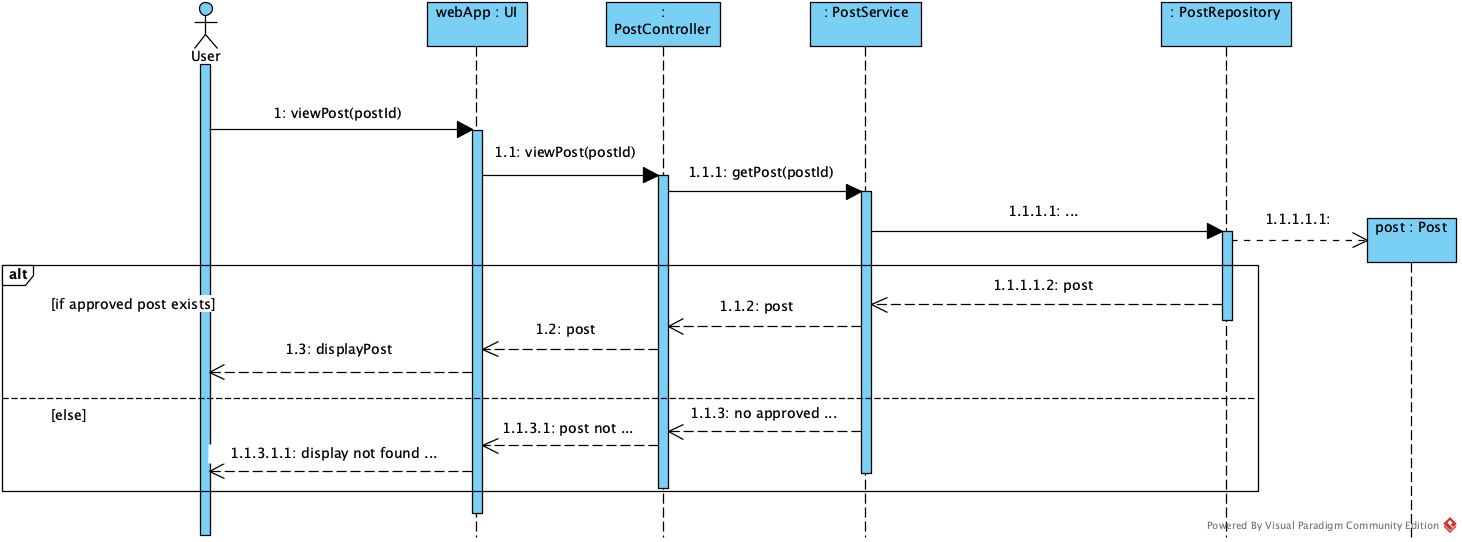 User
webApp : UI
:
PostController
: PostService
: PostRepository
1: viewPost(postId)
1.1: viewPost(postId)
1.1.1: getPost(postId)
1.1.1.1: ...
1.1.1.1.1:
post : Post
alt
[if approved post exists]
1.1.1.1.2: post
1.1.2: post
1.2: post
1.3: displayPost
[else]
1.1.3: no approved ...
1.1.3.1: post not ...
1.1.3.1.1: display not found ...
Powered By Visual Paradigm Community Edition